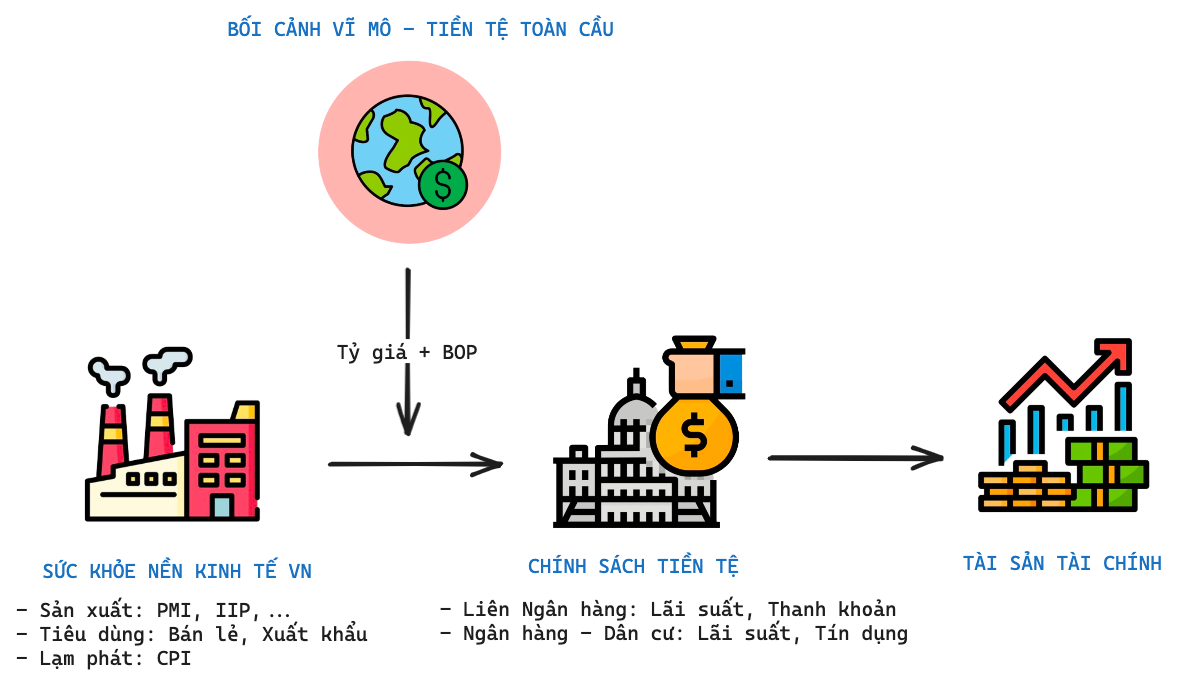 BỐI CẢNH VĨ MÔ - TIỀN TỆ TOÀN CẦU
$
Tỷ giá + BOP
$
SỨC KHỎE NỀN KINH TẾ VN
- Sản xuất: PMI, IIP,...
- Tiêu dùng: Bán lẻ, Xuất khẩu
- Lạm phát: CPI
CHÍNH SÁCH TIỀN TỆ
- Liên Ngân hàng: Lãi suất, Thanh khoản
- Ngân hàng - Dân cư: Lãi suất, Tín dụng
TÀI SẢN TÀI CHÍNH